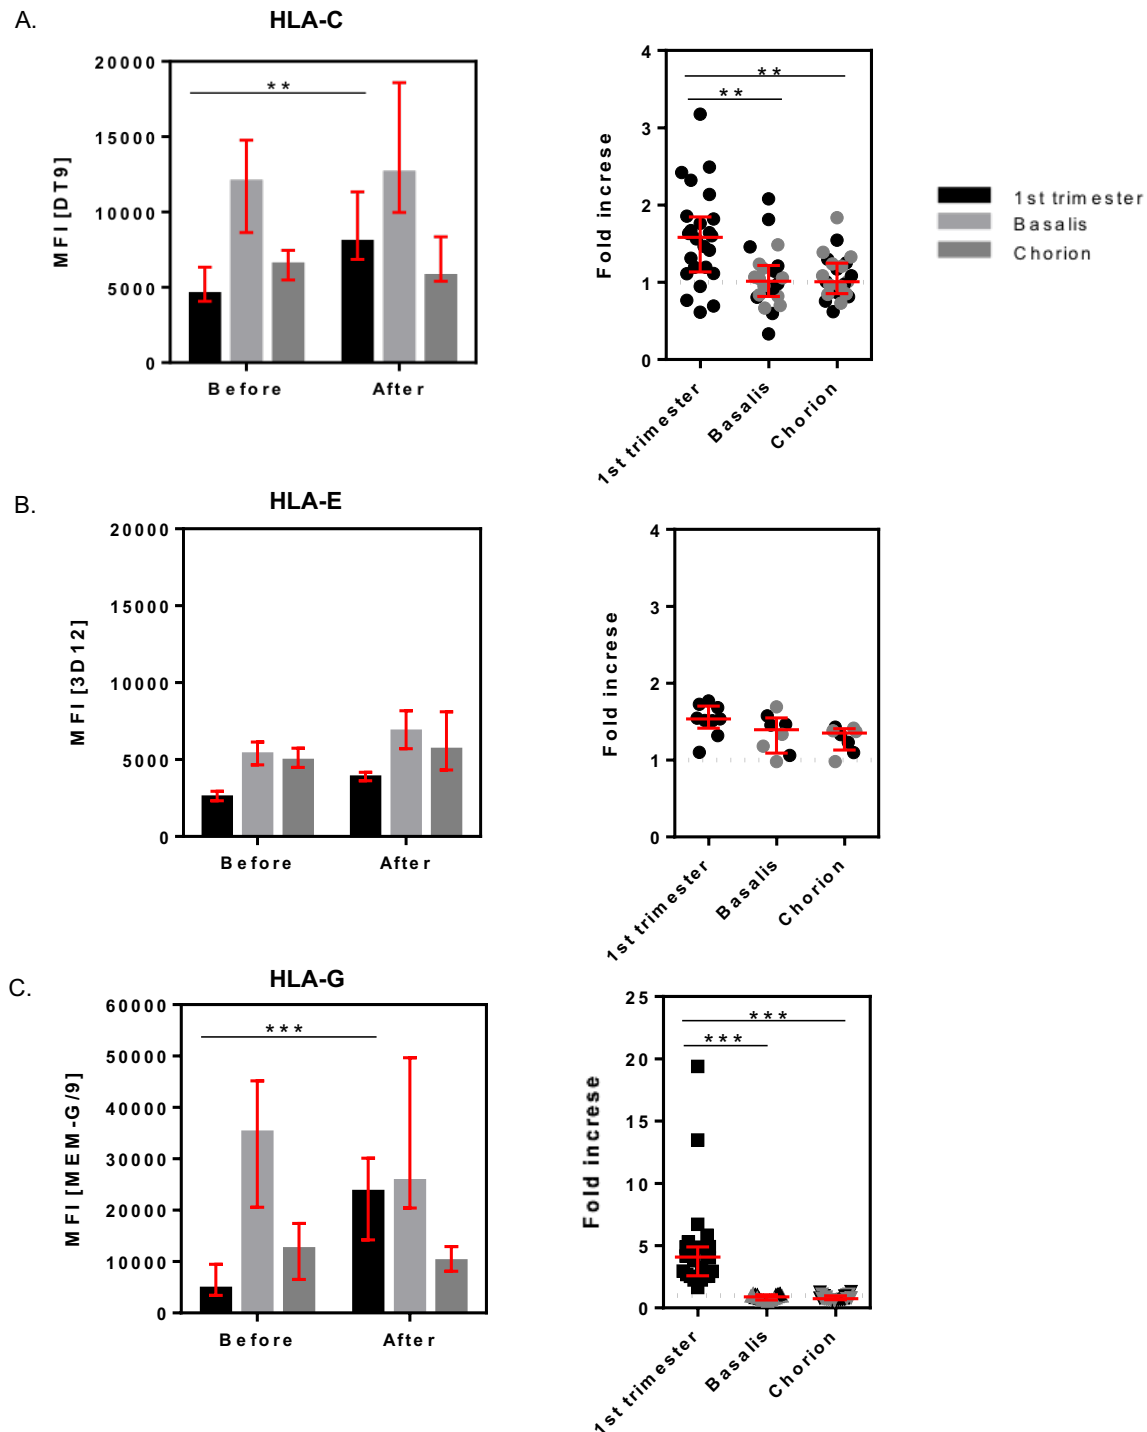 A.
HLA-C
20000
15000
10000
5000
0
MFI [DT9]
**
Before
After
4
3
2
1
0
Fold increse
**
**
1st trimester
Basalis
Chorion
1st trimester
Basalis
Chorion
B.
HLA-E
20000
15000
10000
5000
0
MFI [3D12]
Before
After
4
3
2
1
0
Fold increse
1st trimester
Basalis
Chorion
C.
HLA-G
60000
50000
40000
30000
20000
10000
0
MFI [MEM-G/9]
***
Before
After
25
20
15
10
5
0
Fold increse
***
***
1st trimester
Basalis
Chorion